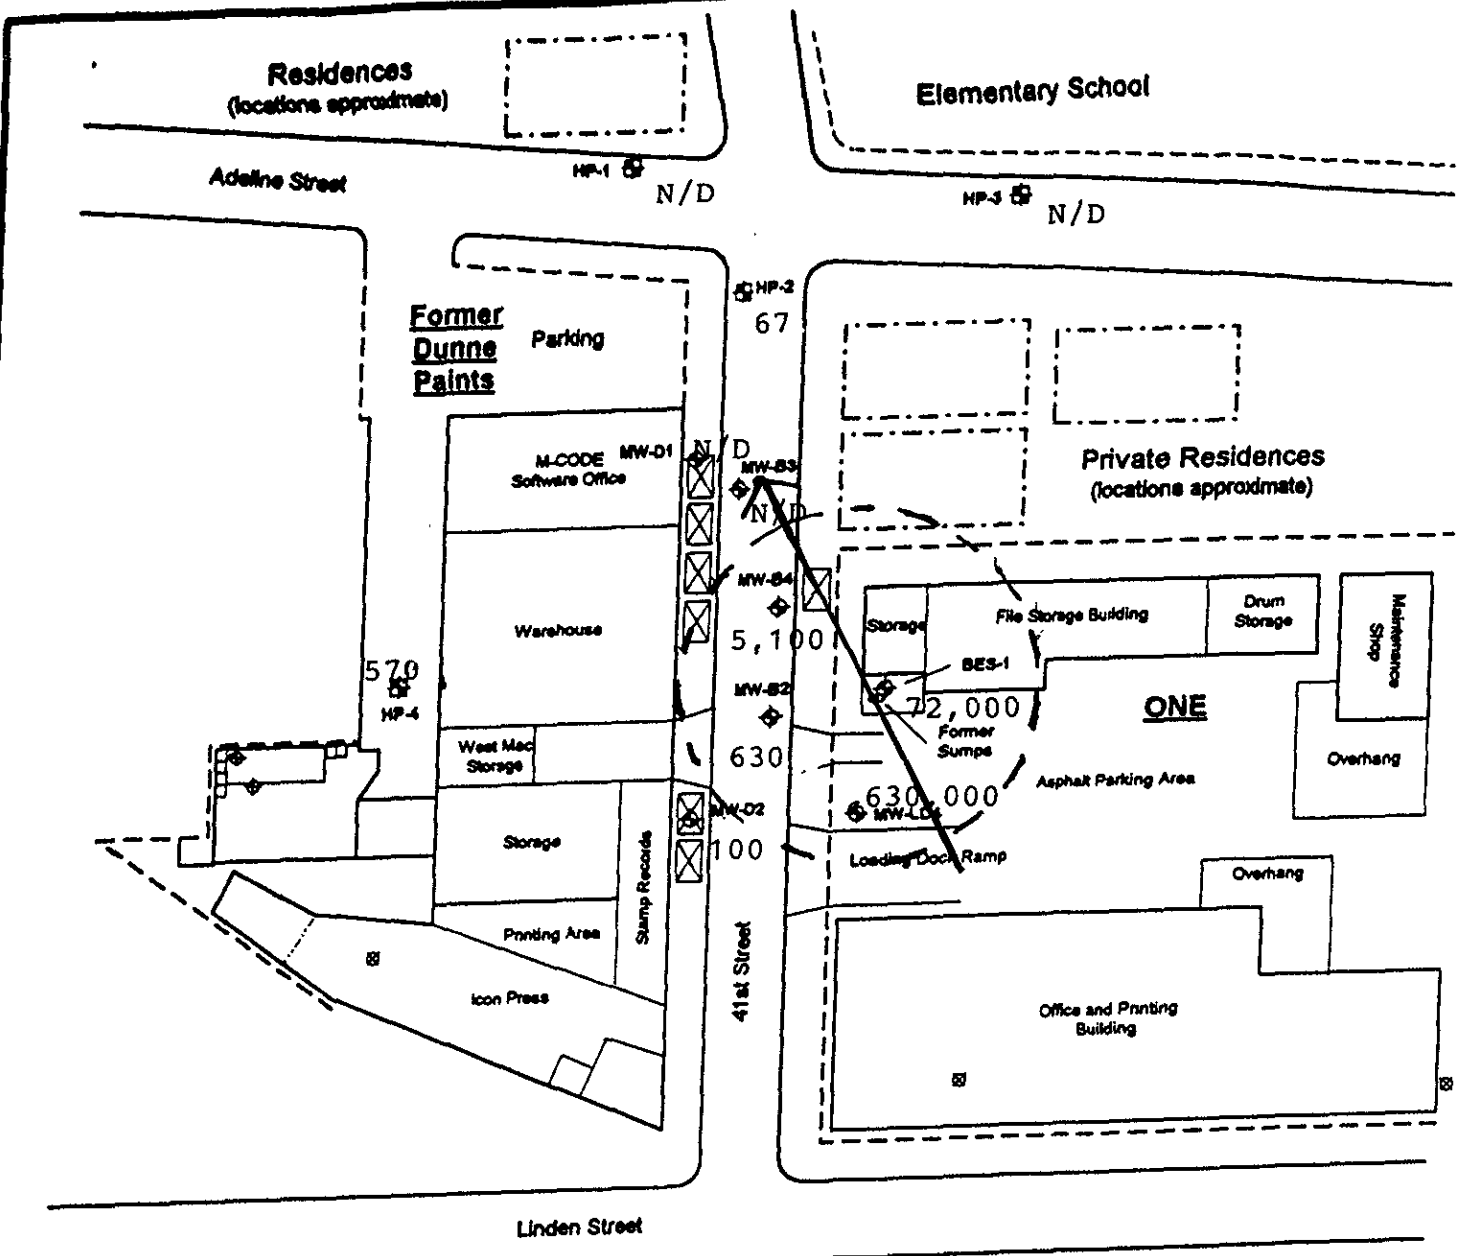 Residences
(locations approximate)
Elementary School
Adeline Street
HP-1
N/D
HP-3
N/D
HP-2
67
Former
Dunne
Paints
Parking
M-CODE
Software Office
MW-D1
N/D
MW-B3
N/D
Private Residences
(locations approximate)
MW-B4
5,100
Warehouse
Storage
File Storage Building
Drum
Storage
Maintenance
Shop
570
HP-4
MW-B2
630
BES-1
72,000
Former
Sumps
ONE
West Mac
Storage
Asphalt Parking Area
Overhang
630,000
MW-LD
MW-D2
100
Storage
Stamp Records
Loading Dock Ramp
Overhang
Printing Area
Icon Press
41st Street
Office and Printing
Building
Linden Street